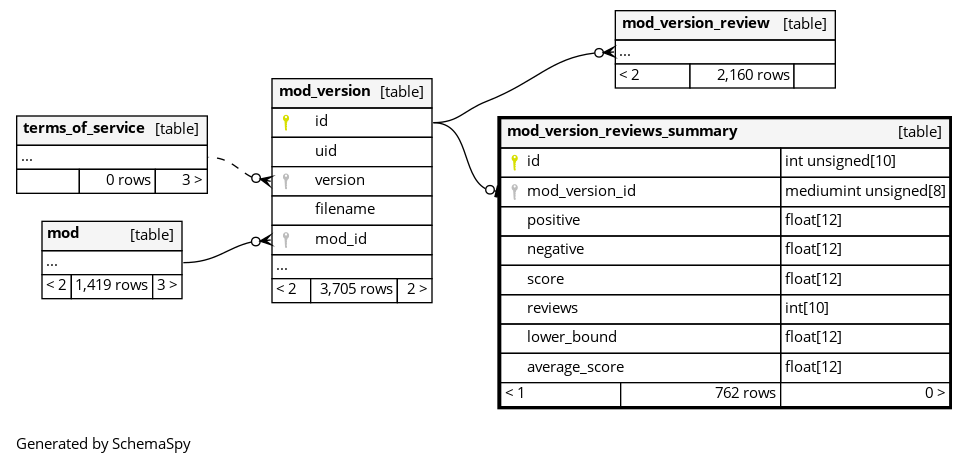 mod_version_review [table]
...
< 2 2,160 rows
mod_version [table]
id
uid
version
filename
mod_id
...
< 2 3,705 rows 2 >
terms_of_service [table]
...
0 rows 3 >
mod [table]
...
< 2 1,419 rows 3 >
mod_version_reviews_summary [table]
id int unsigned[10]
mod_version_id mediumint unsigned[8]
positive float[12]
negative float[12]
score float[12]
reviews int[10]
lower_bound float[12]
average_score float[12]
< 1 762 rows 0 >
Generated by SchemaSpy